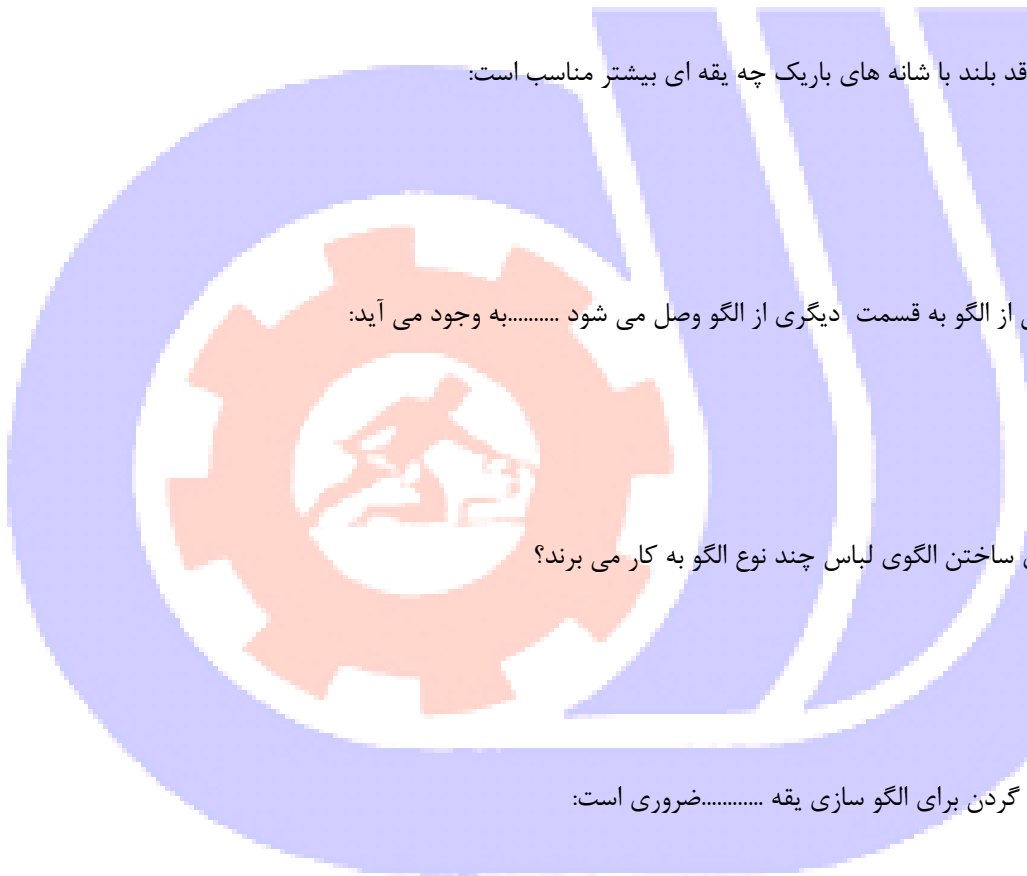 قد بلند با شانه های باریک چه یقه ای بیشتر مناسب است:
از الگو به قسمت دیگری از الگو وصل می شود ..........به وجود می آید:
ساختن الگوی لباس چند نوع الگو به کار می برند؟
گردن برای الگو سازی یقه ............ضروری است: